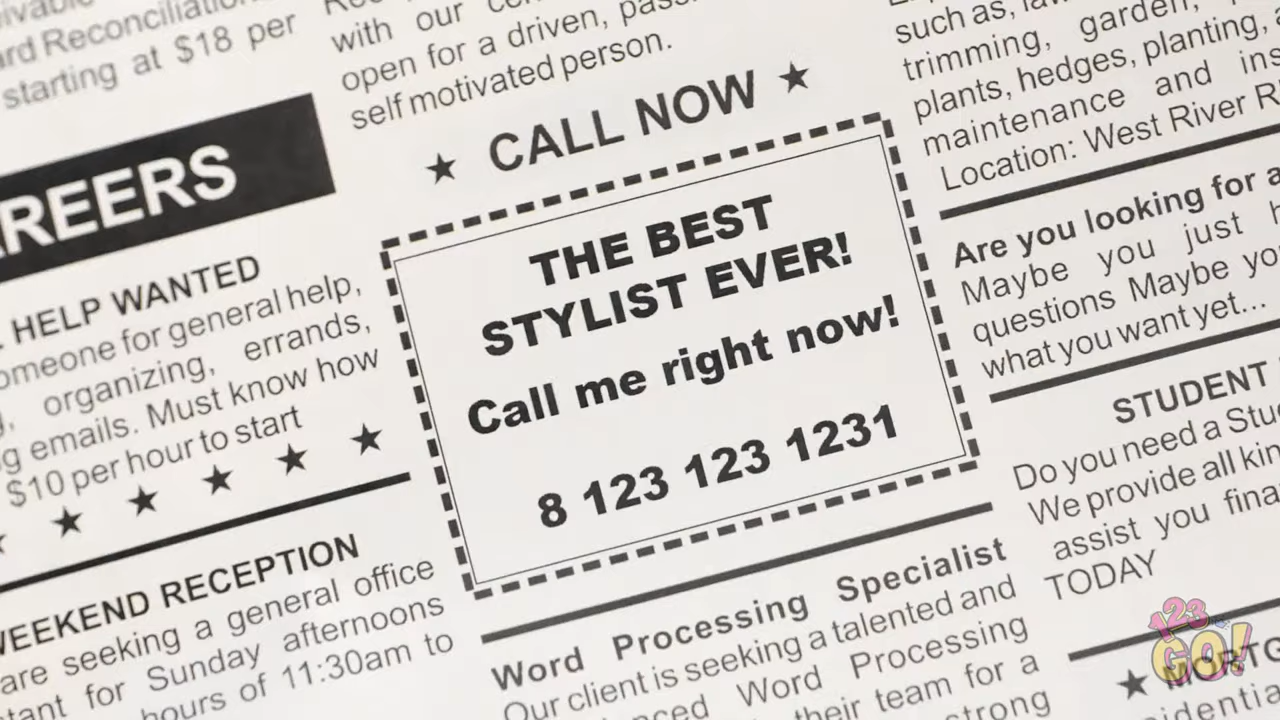 ard Reconciliation
starting at $18 per
REERS
HELP WANTED
omeone for general help,
organizing, errands,
g emails. Must know how
$10 per hour to start
WEEKEND RECEPTION
are seeking a general office
tant for Sunday afternoons
hours of 11:30am to
with our
open for a driven,
self motivated person.
★ CALL NOW ★
THE BEST
STYLIST EVER!
Call me right now!
8 123 123 1231
Word Processing Specialist
Our client is seeking a talented and
Word Processing
their team for a
strong
such as,
trimming, garden,
plants, hedges, planting,
maintenance and
Location: West River
Are you looking for a
Maybe you just
questions Maybe
what you want yet...
STUDENT
Do you need a
We provide all
assist you
TODAY
123
GO!